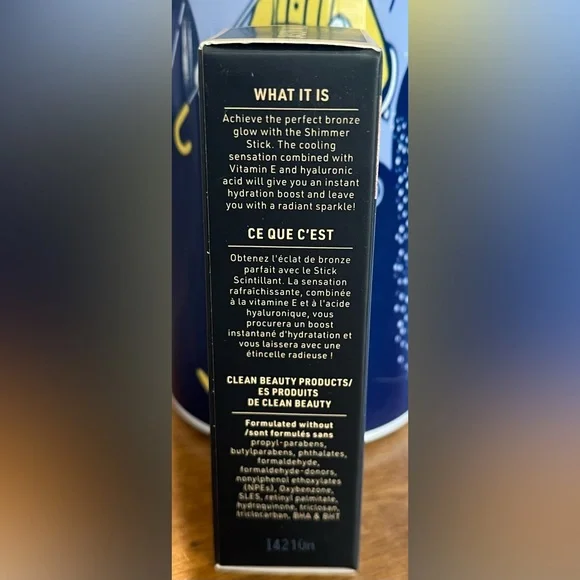 WHAT IT IS
Achieve the perfect bronze
glow with the Shimmer
Stick. The cooling
sensation combined with
Vitamin E and hyaluronic
acid will give you an instant
hydration boost and leave
you with a radiant sparkle!
CE QUE C'EST
Obtenez l'éclat de bronze
parfait avec le Stick
Scintillant. La sensation
rafraîchissante, combinée
à la vitamine E et à l'acide
hyaluronique, vous
procurera un boost
instantané d'hydratation et
vous laissera avec une
étincelle radieuse !
CLEAN BEAUTY PRODUCTS/
ES PRODUITS
DE CLEAN BEAUTY
Formulated without
/sont formulés sans
propyl-parabens,
butylparabens, phthalates,
formaldehyde,
formaldehyde-donors,
nonylphenol ethoxylates
(NPEs), Oxybenzone,
SLES, retinyl palmitate,
hydroquinone, triclosan,
triclocarbon, BHA & BHT